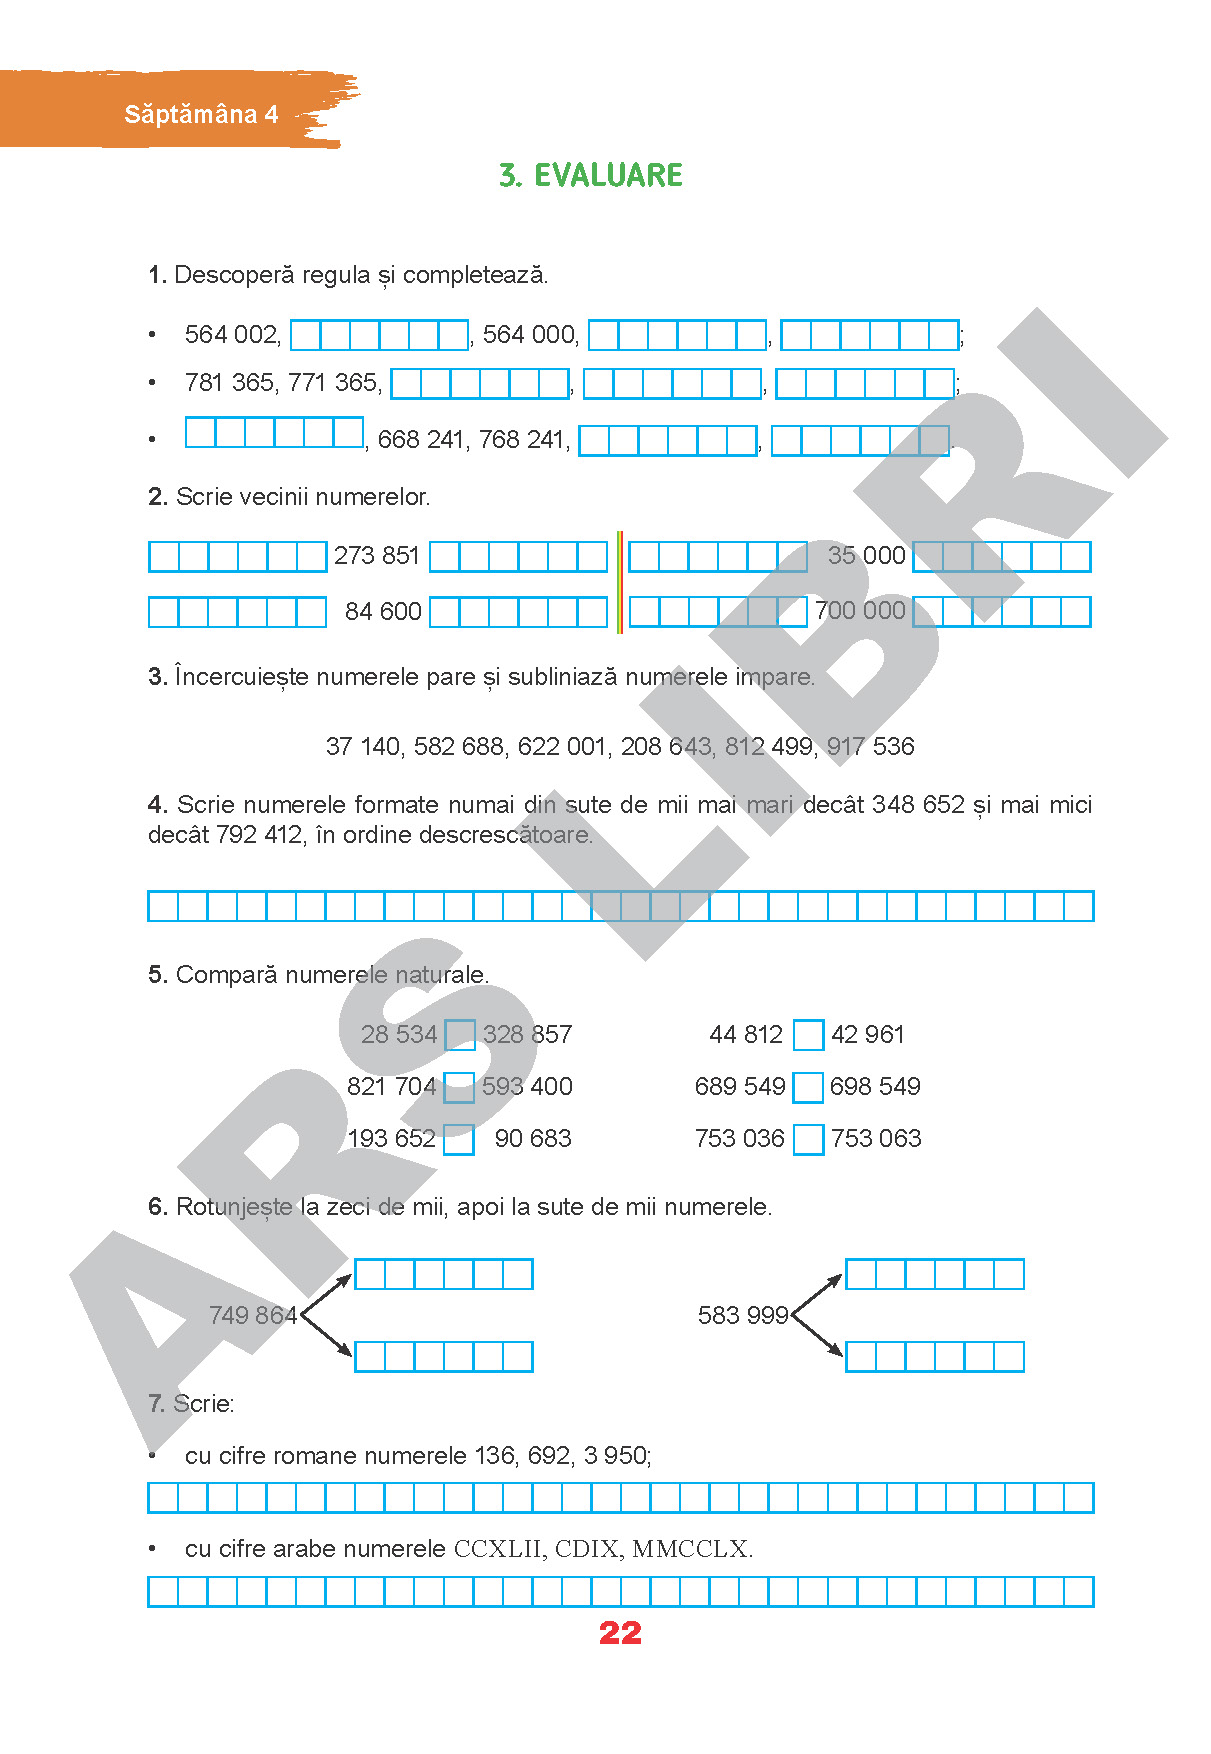 Săptămâna 4
3. EVALUARE
1. Descoperă regula și completează.
• 564 002, , 564 000, , ;
• 781 365, 771 365, , , ;
• , 668 241, 768 241, , .
2. Scrie vecinii numerelor.
273 851 35 000
84 600 700 000
3. Încercuiește numerele pare și subliniază numerele impare.
37 140, 582 688, 622 001, 208 643, 812 499, 917 536
4. Scrie numerele formate numai din sute de mii mai mari decât 348 652 și mai mici
decât 792 412, în ordine descrescătoare.
5. Compară numerele naturale.
28 534 328 857 44 812 42 961
821 704 593 400 689 549 698 549
193 652 90 683 753 036 753 063
6. Rotunjește la zeci de mii, apoi la sute de mii numerele.
749 864 583 999
7. Scrie:
• cu cifre romane numerele 136, 692, 3 950;
• cu cifre arabe numerele CCXLII, CDIX, MMCCLX.
22
ARS LIBRI